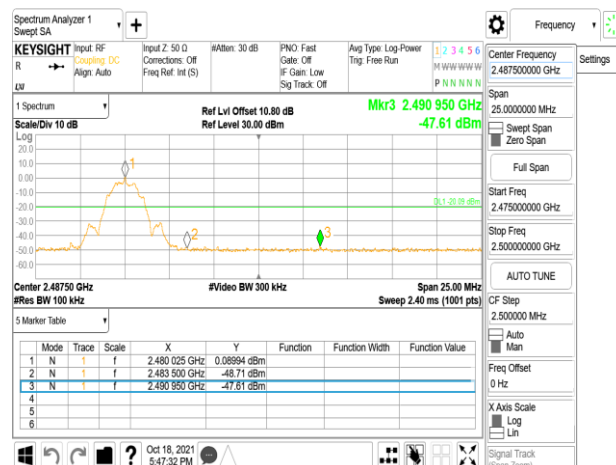 Spectrum Analyzer 1
Swept SA
Frequency
Settings
KEYSIGHT
R
Input: RF
Coupling: DC
Align: Auto
Input Z: 50 Ω
Corrections: Off
Freq Ref: Int (S)
#Atten: 30 dB
PNO: Fast
Gate: Off
IF Gain: Low
Sig Track: Off
Avg Type: Log-Power
Trig: Free Run
1 2 3 4 5 6
M W W W W W
P N N N N N
1 Spectrum
Scale/Div 10 dB
Log
Ref Lvl Offset 10.80 dB
Ref Level 30.00 dBm
Mkr3 2.490 950 GHz
-47.61 dBm
20.0
10.0
0.00
-10.0
-20.0
-30.0
-40.0
-50.0
-60.0
1
2
3
DL1 -20.09 dBm
Center 2.48750 GHz
#Video BW 300 kHz
Span 25.00 MHz
#Res BW 100 kHz
Sweep 2.40 ms (1001 pts)
5 Marker Table
Mode Trace Scale X Y Function Function Width Function Value
1 N 1 f 2.480 025 GHz 0.08994 dBm
2 N 1 f 2.483 500 GHz -48.71 dBm
3 N 1 f 2.490 950 GHz -47.61 dBm
4
5
6
?
Oct 18, 2021
5:47:32 PM
Center Frequency
2.487500000 GHz
Span
25.0000000 MHz
Swept Span
Zero Span
Full Span
Start Freq
2.475000000 GHz
Stop Freq
2.500000000 GHz
AUTO TUNE
CF Step
2.500000 MHz
Auto
Man
Freq Offset
0 Hz
X Axis Scale
Log
Lin
Signal Track
(Span Zoom)